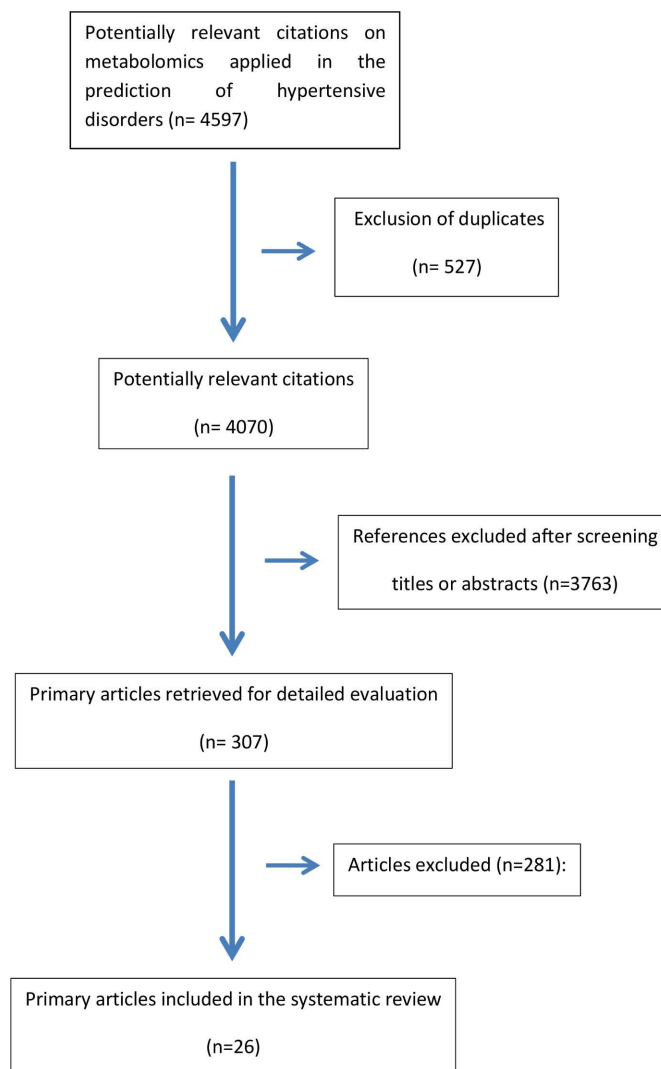 Potentially relevant citations on
metabolomics applied in the
prediction of hypertensive
disorders (n= 4597)
Exclusion of duplicates
(n= 527)
Potentially relevant citations
(n= 4070)
References excluded after screening
titles or abstracts (n=3763)
Primary articles retrieved for detailed evaluation
(n= 307)
Articles excluded (n=281):
Primary articles included in the systematic review
(n=26)